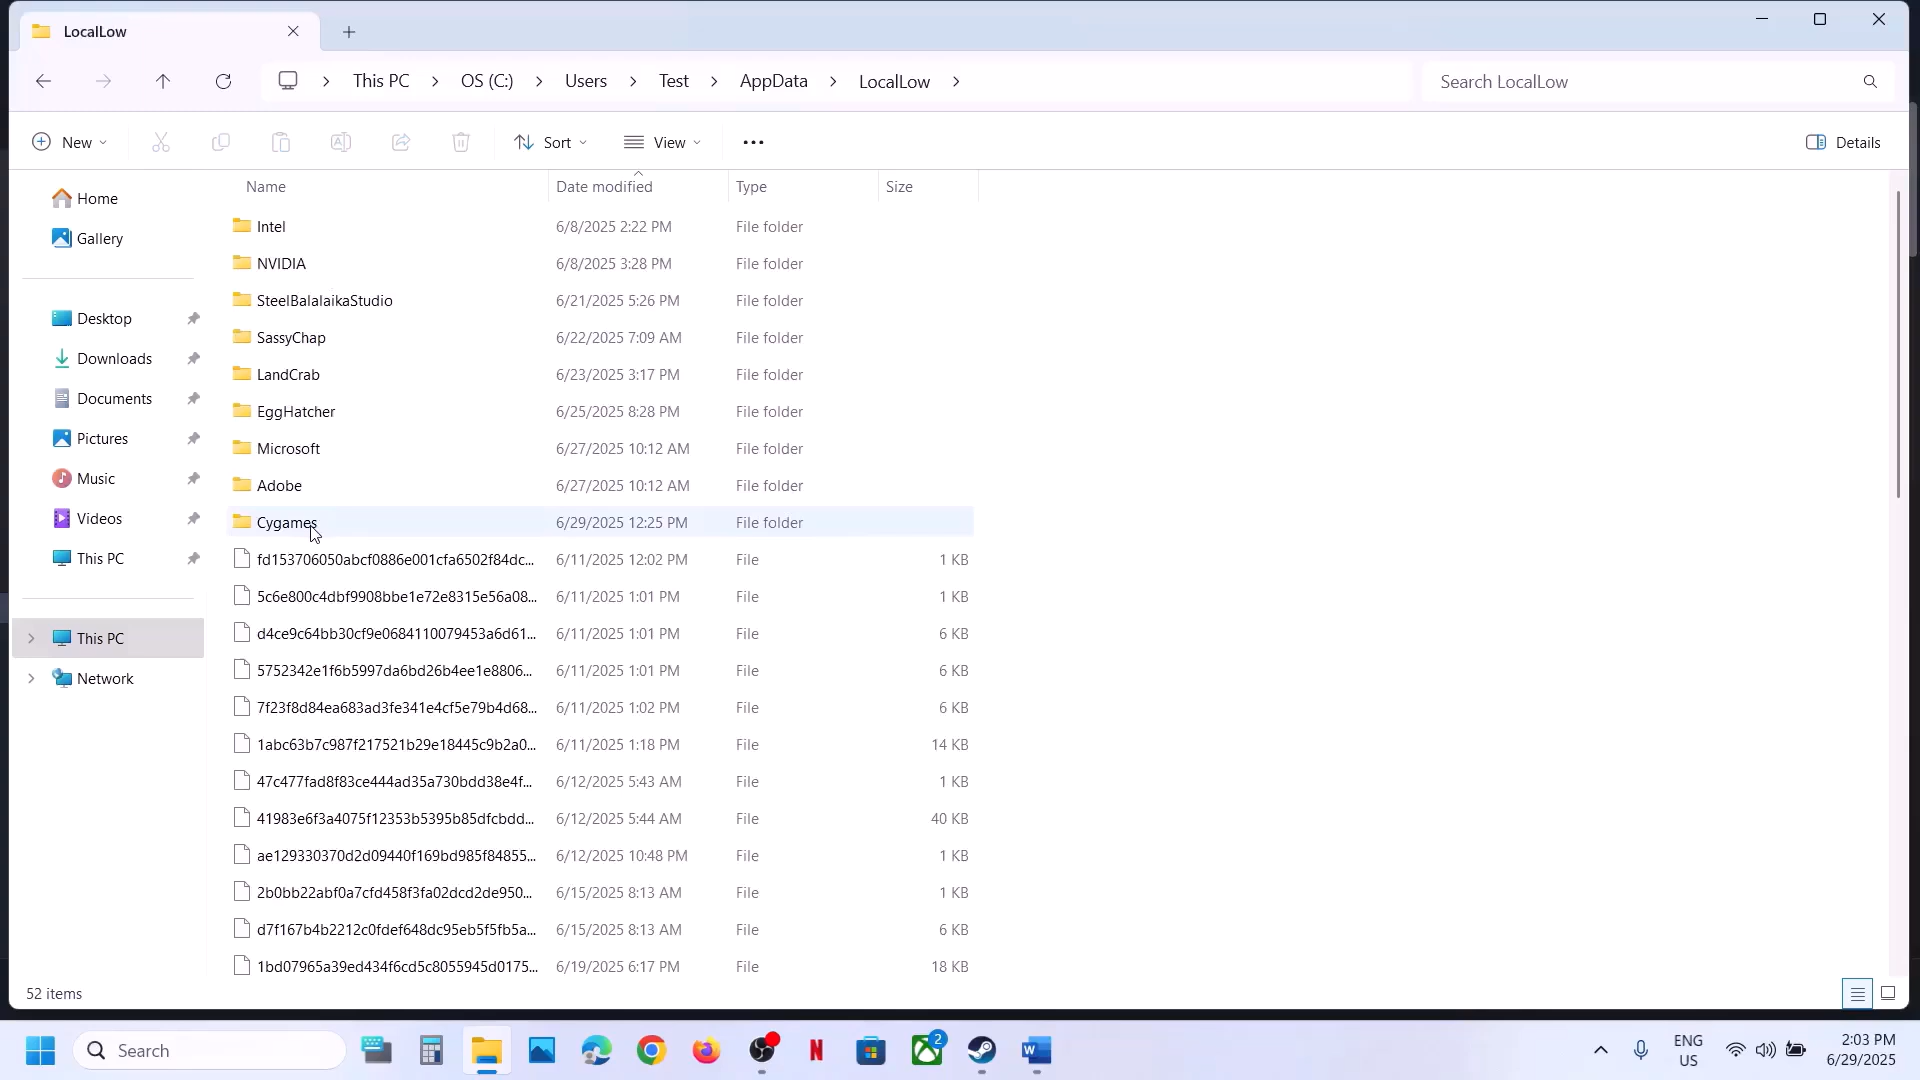 LocalLow
This PC
OS (C:)
Users
Test
AppData
LocalLow
Search LocalLow
New
Sort
View
Details
Name
Date modified
Type
Size
Home
Gallery
Desktop
Downloads
Documents
Pictures
Music
Videos
This PC
This PC
Network
Intel 6/8/2025 2:22 PM File folder
NVIDIA 6/8/2025 3:28 PM File folder
SteelBalalaikaStudio 6/21/2025 5:26 PM File folder
SassyChap 6/22/2025 7:09 AM File folder
LandCrab 6/23/2025 3:17 PM File folder
EggHatcher 6/25/2025 8:28 PM File folder
Microsoft 6/27/2025 10:12 AM File folder
Adobe 6/27/2025 10:12 AM File folder
Cygames 6/29/2025 12:25 PM File folder
fd153706050abcf0886e001cfa6502f84dc... 6/11/2025 12:02 PM File 1 KB
5c6e800c4dbf9908bbe1e72e8315e56a08... 6/11/2025 1:01 PM File 1 KB
d4ce9c64bb30cf9e0684110079453a6d61... 6/11/2025 1:01 PM File 6 KB
5752342e1f6b5997da6bd26b4ee1e8806... 6/11/2025 1:01 PM File 6 KB
7f23f8d84ea683ad3fe341e4cf5e79b4d68... 6/11/2025 1:02 PM File 6 KB
1abc63b7c987f217521b29e18445c9b2a0... 6/11/2025 1:18 PM File 14 KB
47c477fad8f83ce444ad35a730bdd38e4f... 6/12/2025 5:43 AM File 1 KB
41983e6f3a4075f12353b5395b85dfcbdd... 6/12/2025 5:44 AM File 40 KB
ae129330370d2d09440f169bd985f84855... 6/12/2025 10:48 PM File 1 KB
2b0bb22abf0a7cfd458f3fa02dcd2de950... 6/15/2025 8:13 AM File 1 KB
d7f167b4b2212c0fdef648dc95eb5f5fb5a... 6/15/2025 8:13 AM File 6 KB
1bd07965a39ed434f6cd5c8055945d0175... 6/19/2025 6:17 PM File 18 KB
52 items
Search
2
ENG
US
2:03 PM
6/29/2025